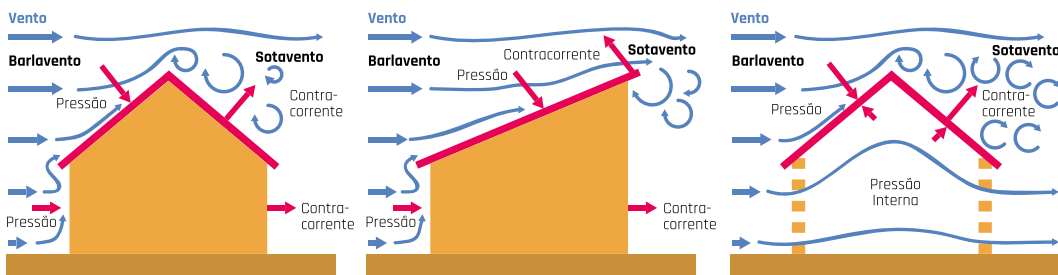 Vento
Barlavento
Sotavento
Pressão
Contra-
corrente
Pressão
Contra-
corrente
Vento
Barlavento
Contracorrente
Sotavento
Pressão
Pressão
Contra-
corrente
Vento
Barlavento
Sotavento
Pressão
Contra-
corrente
Pressão
Interna